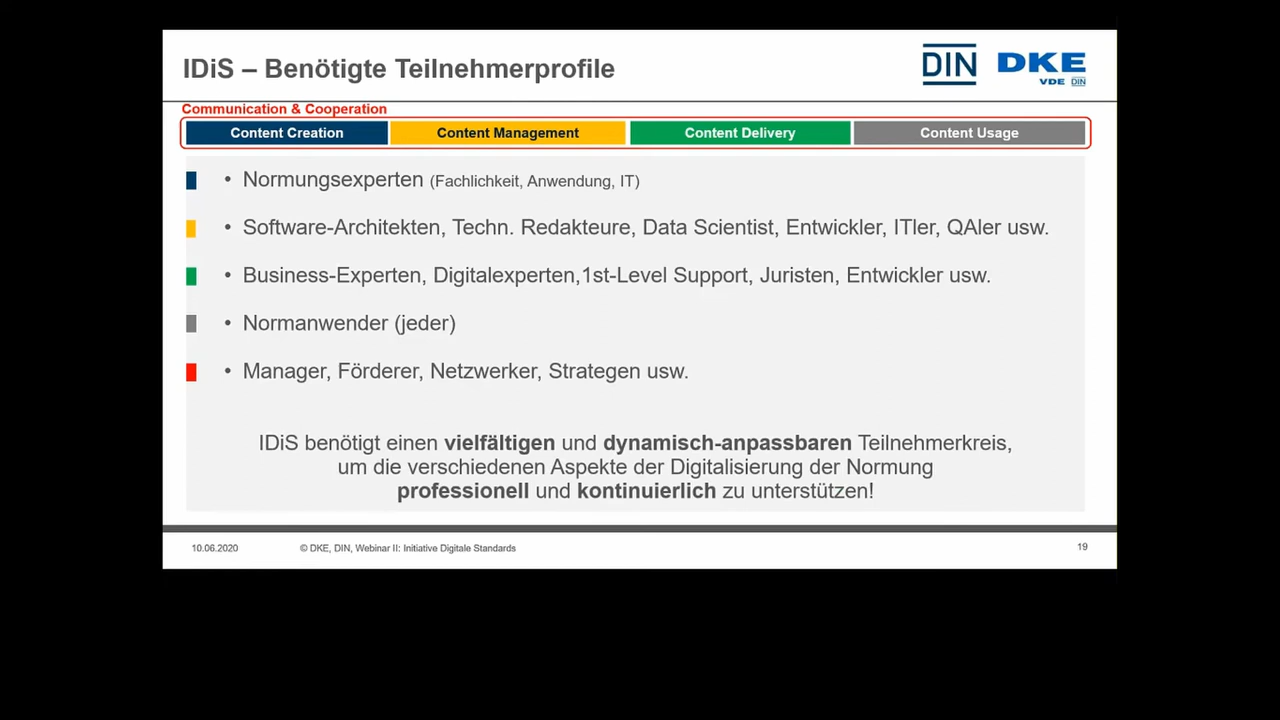 IDiS – Benötigte Teilnehmerprofile
DIN
DKE
VDE DIN
Communication & Cooperation
Content Creation
Content Management
Content Delivery
Content Usage
• Normungsexperten (Fachlichkeit, Anwendung, IT)
• Software-Architekten, Techn. Redakteure, Data Scientist, Entwickler, ITler, QAler usw.
• Business-Experten, Digitalexperten,1st-Level Support, Juristen, Entwickler usw.
• Normanwender (jeder)
• Manager, Förderer, Netzwerker, Strategen usw.
IDiS benötigt einen vielfältigen und dynamisch-anpassbaren Teilnehmerkreis,
um die verschiedenen Aspekte der Digitalisierung der Normung
professionell und kontinuierlich zu unterstützen!
10.06.2020
© DKE, DIN, Webinar II: Initiative Digitale Standards
19